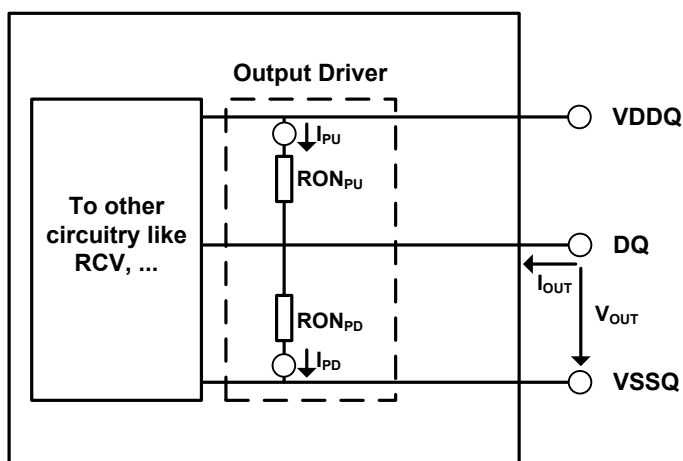 Output Driver
VDDQ
IPU
RONPU
To other
circuitry like
RCV, ...
DQ
IOUT
RONPD
VOUT
IPD
VSSQ